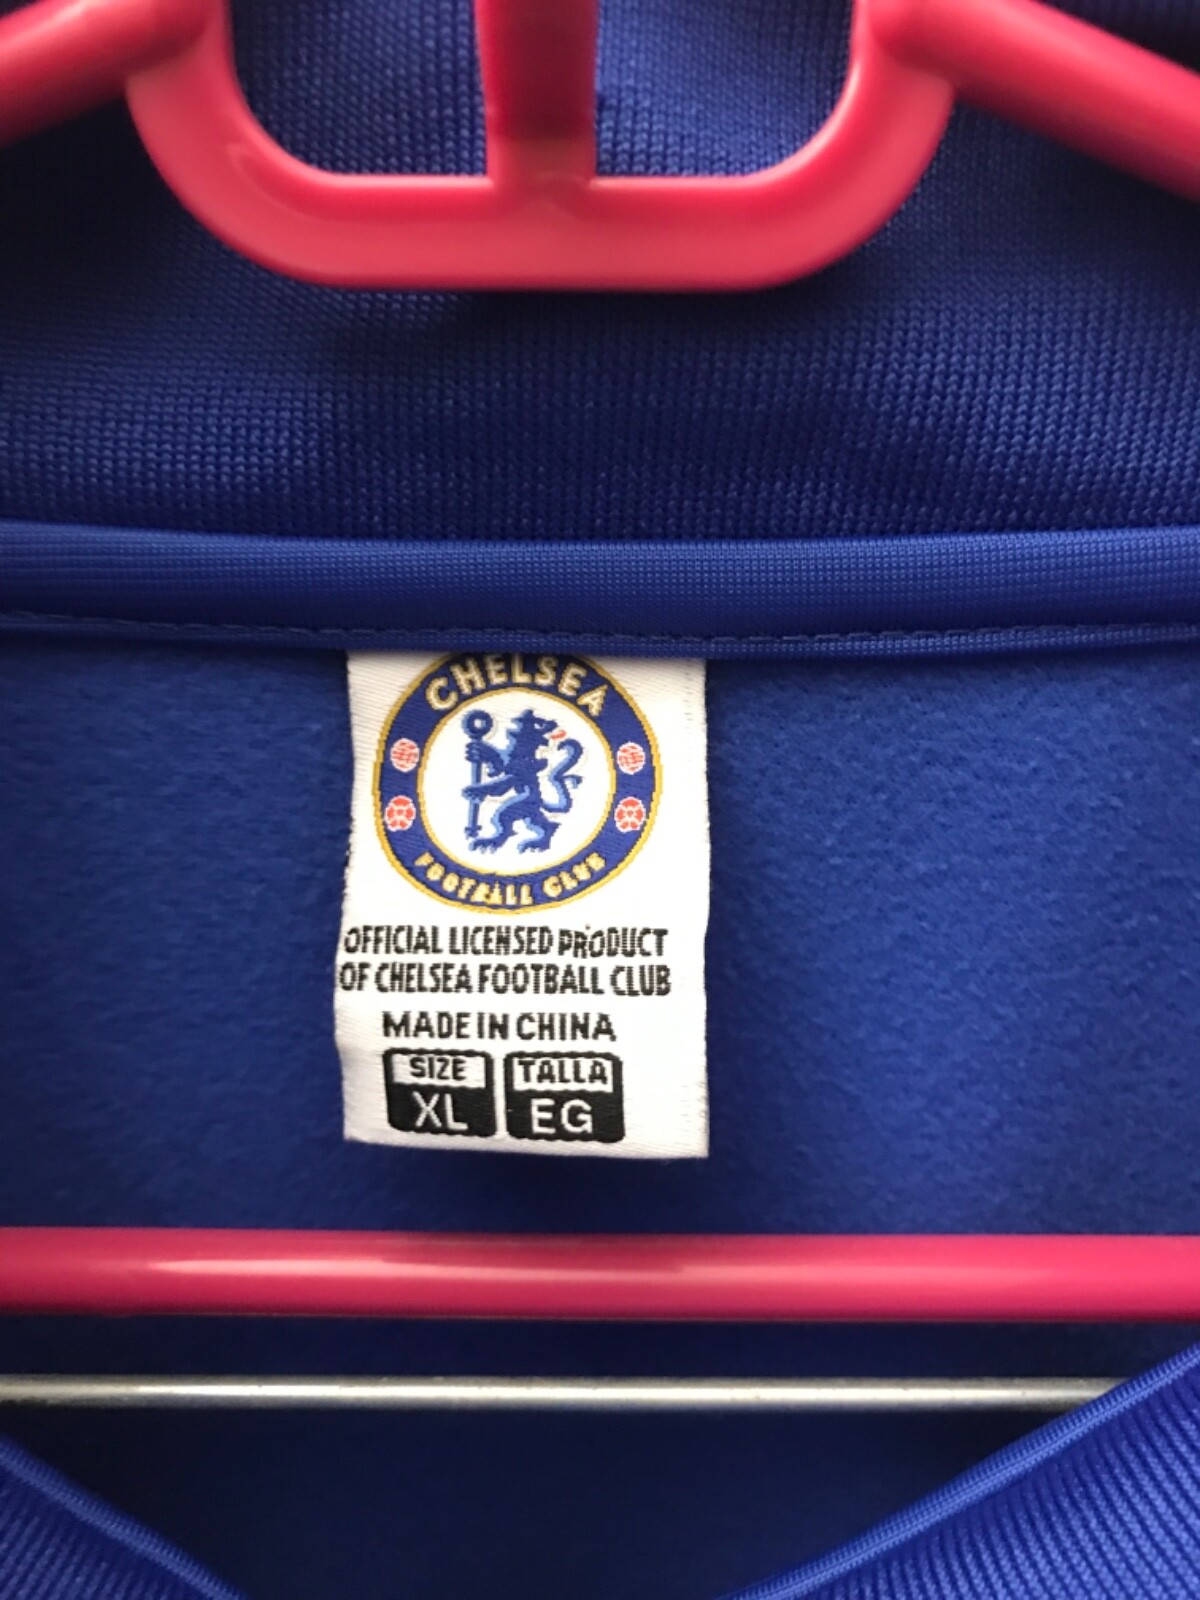 CHELSEA
FOOTBALL CLUB
OFFICIAL LICENSED PRODUCT
OF CHELSEA FOOTBALL CLUB
MADE IN CHINA
SIZE TALLA
XL EG